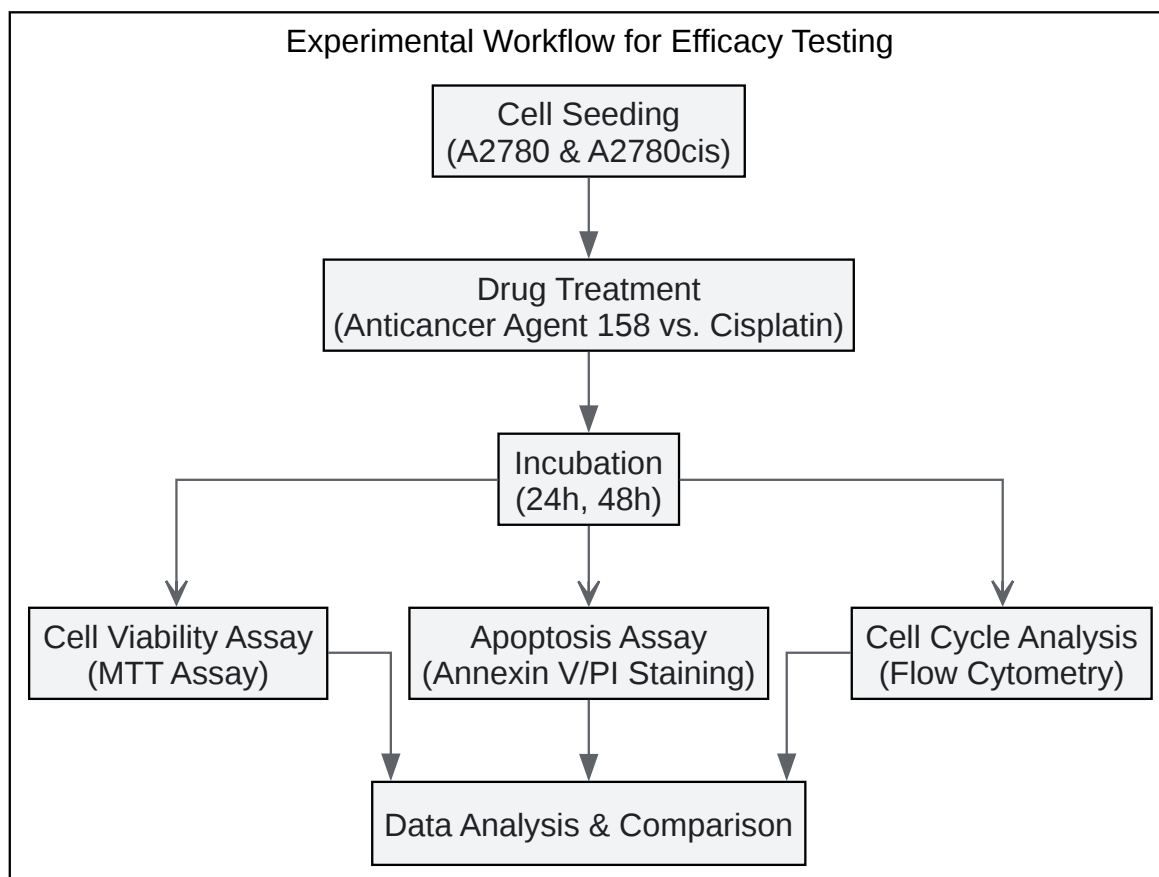 Experimental Workflow for Efficacy Testing
Cell Seeding
(A2780 & A2780cis)
Drug Treatment
(Anticancer Agent 158 vs. Cisplatin)
Incubation
(24h, 48h)
Cell Viability Assay
(MTT Assay)
Apoptosis Assay
(Annexin V/PI Staining)
Cell Cycle Analysis
(Flow Cytometry)
Data Analysis & Comparison